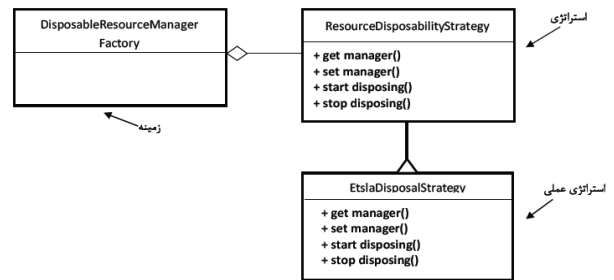 DisposableResourceManager
Factory
زمینه
ResourceDisposabilityStrategy
+ get manager()
+ set manager()
+ start disposing()
+ stop disposing()
استراتژی
EtslaDisposalStrategy
+ get manager()
+ set manager()
+ start disposing()
+ stop disposing()
استراتژی عملی